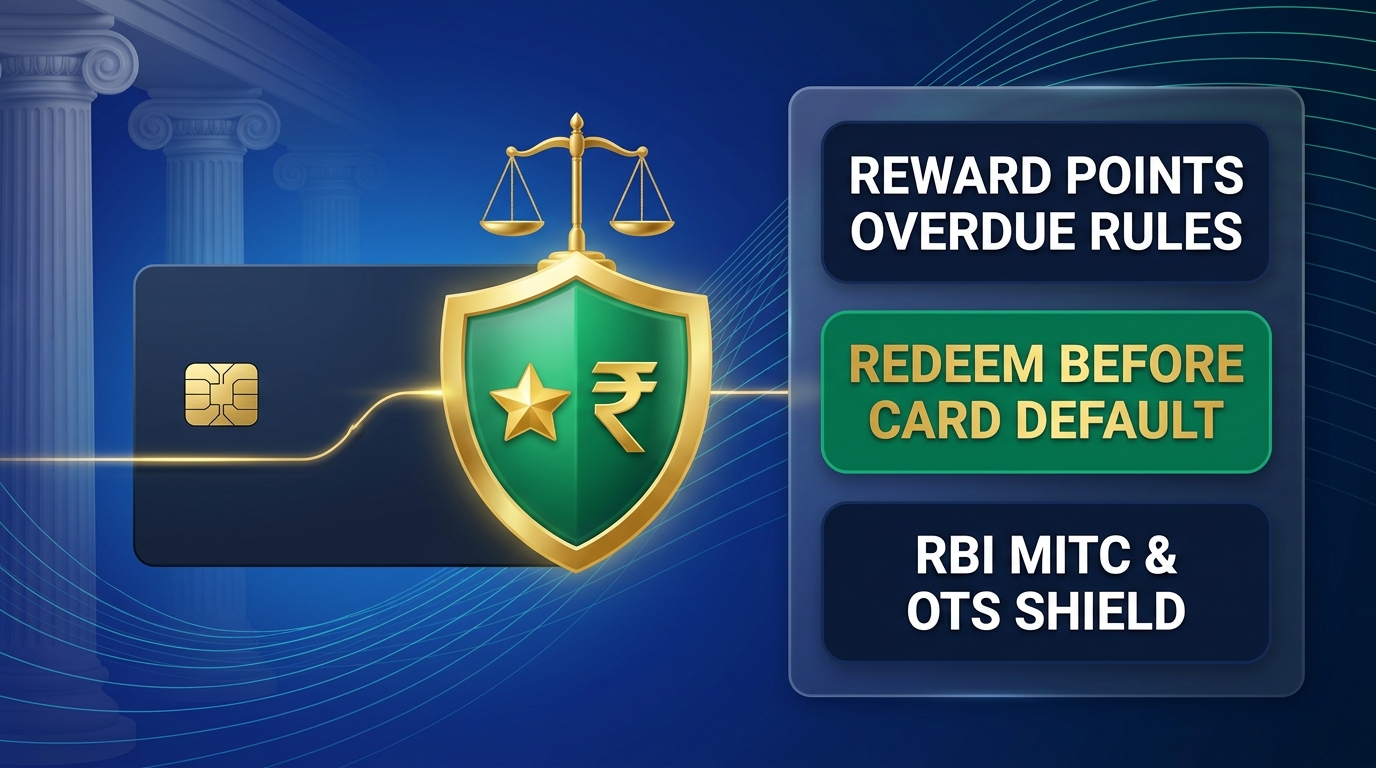 REWARD POINTS
OVERDUE RULES
₹
REDEEM BEFORE
CARD DEFAULT
RBI MITC &
OTS SHIELD